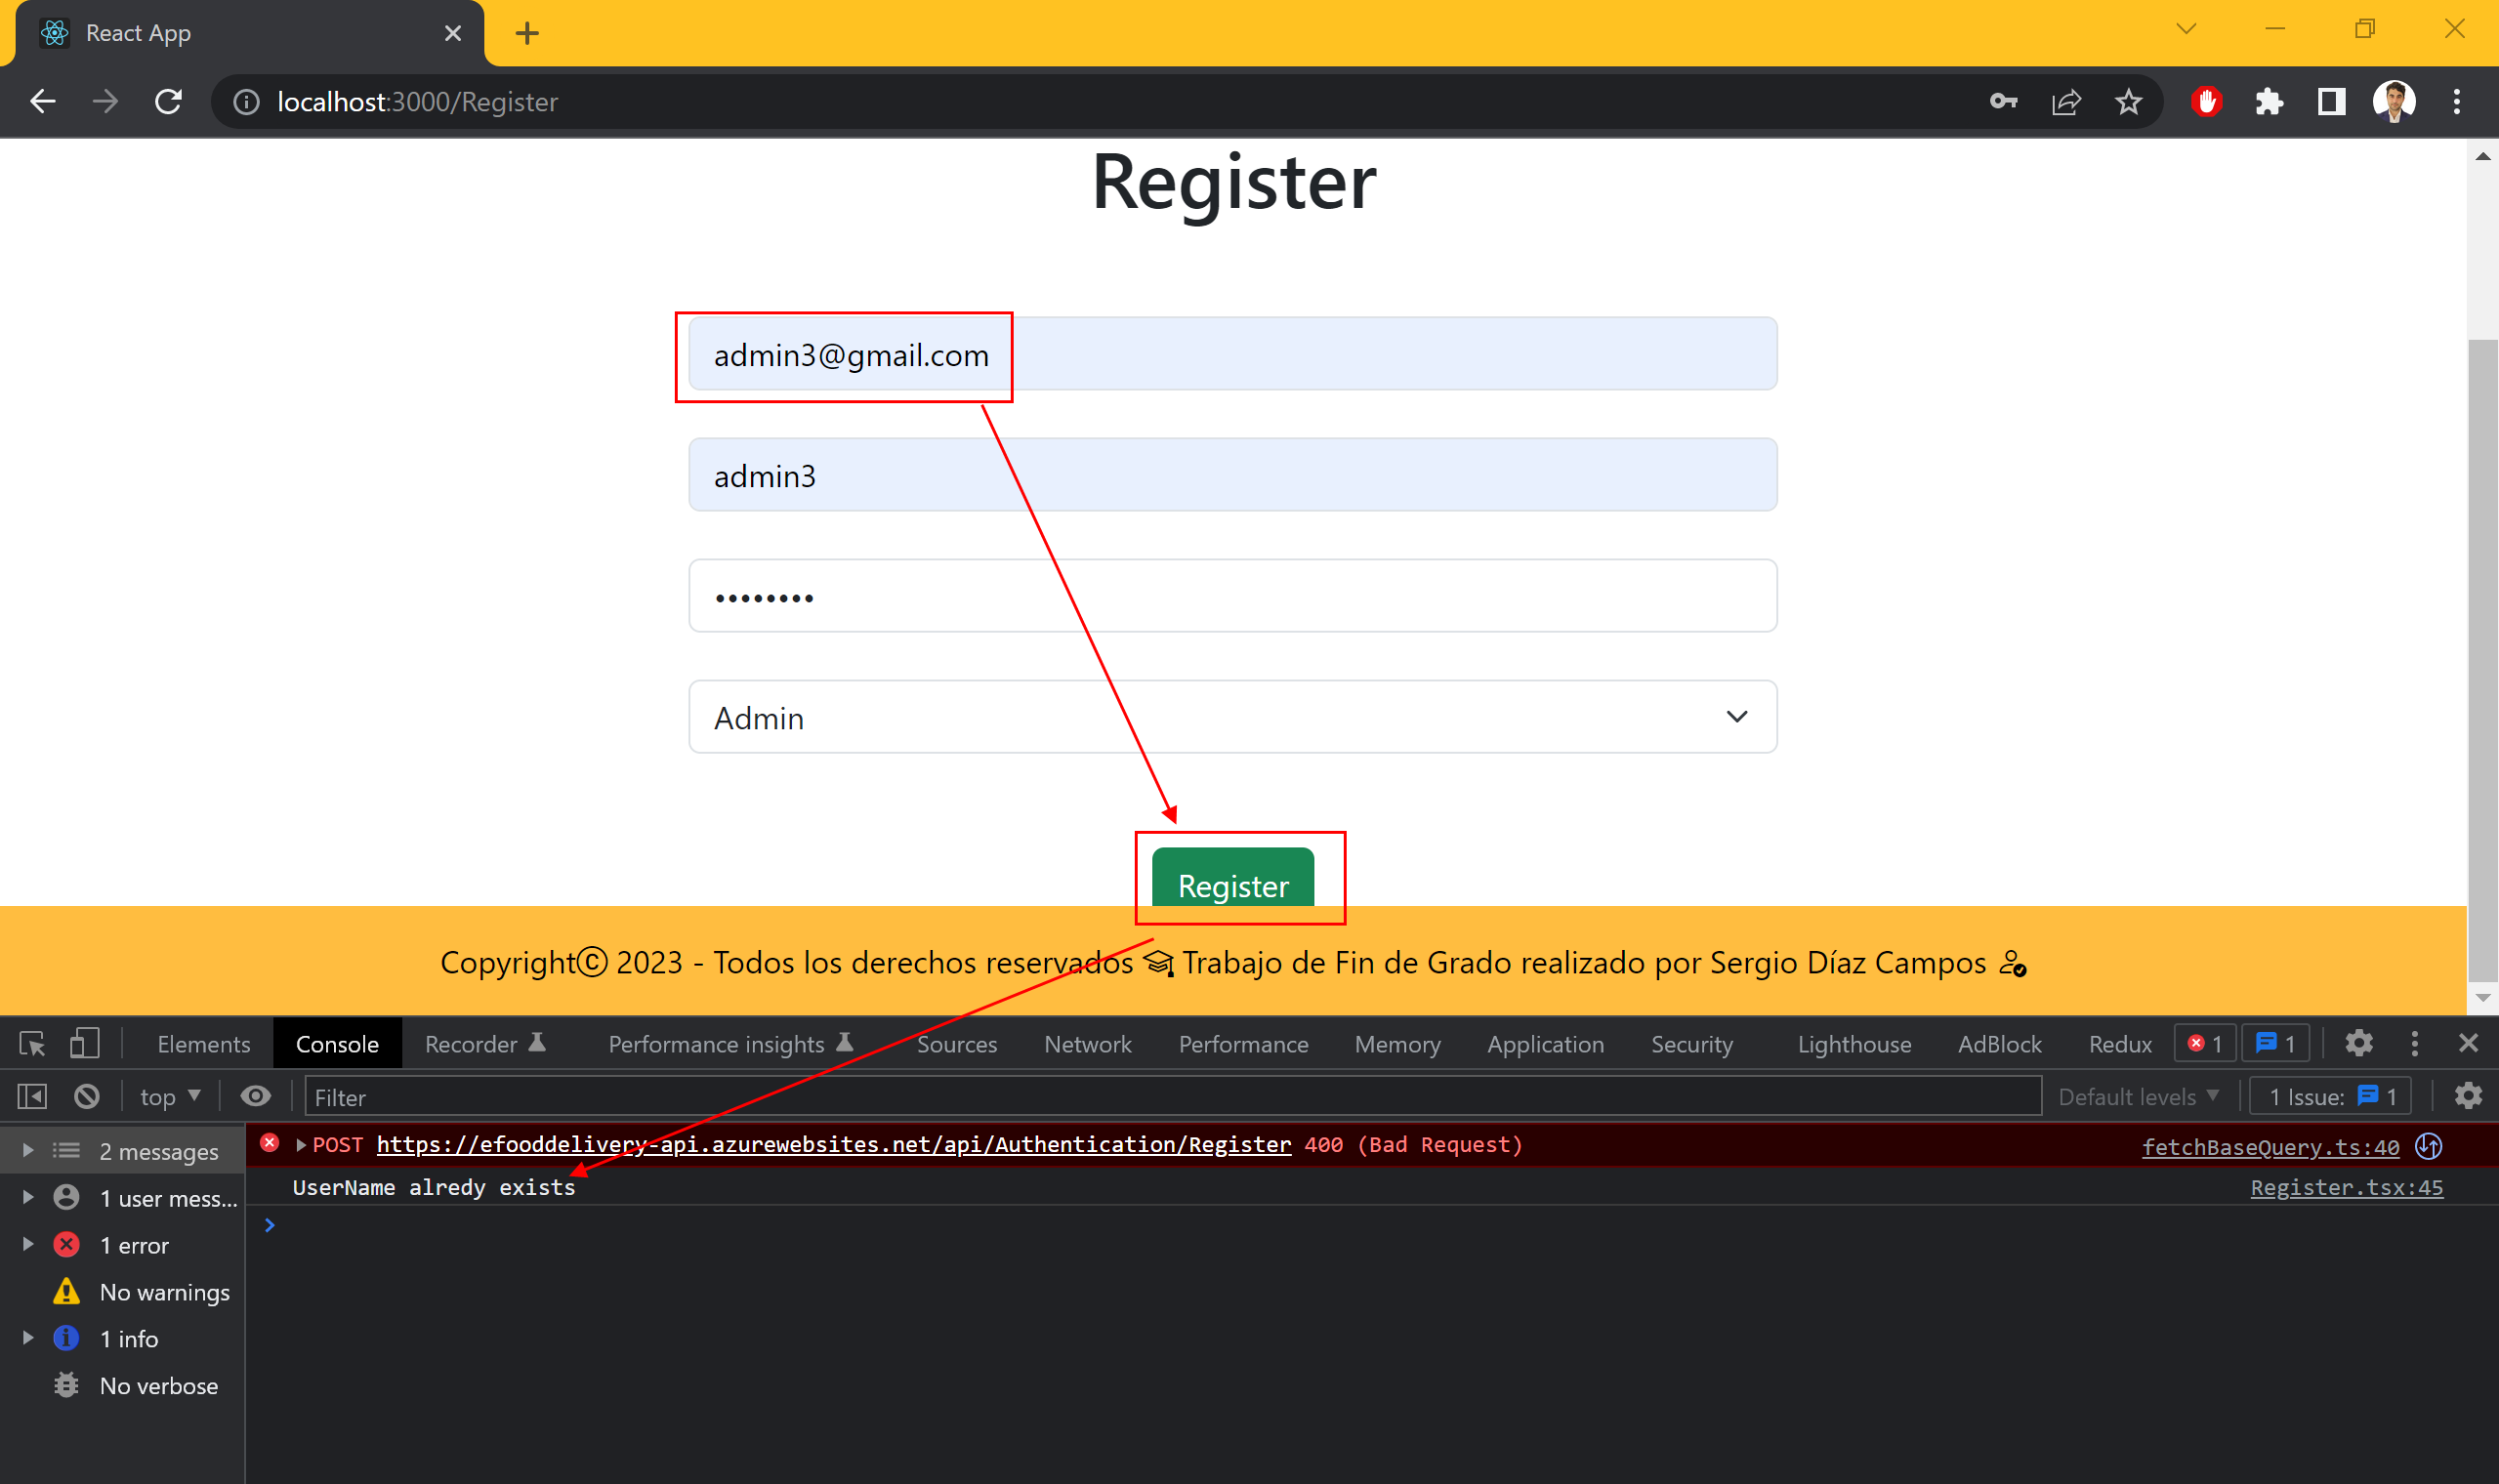 React App
localhost:3000/Register
Register
admin3@gmail.com
admin3
••••••••
Admin
Register
Copyright© 2023 - Todos los derechos reservados Trabajo de Fin de Grado realizado por Sergio Díaz Campos
Elements Console Recorder Performance insights Sources Network Performance Memory Application Security Lighthouse AdBlock Redux 1 1
top Filter Default levels 1 Issue: 1
2 messages
1 user mess...
1 error
No warnings
1 info
No verbose
POST https://efooddelivery-api.azurewebsites.net/api/Authentication/Register 400 (Bad Request) fetchBaseQuery.ts:40
UserName alredy exists Register.tsx:45